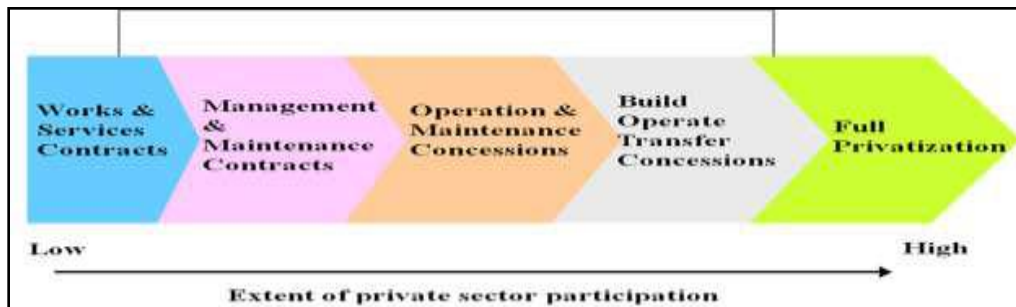 Works &
Services
Contracts
Management
&
Maintenance
Contracts
Operation &
Maintenance
Concessions
Build
Operate
Transfer
Concessions
Full
Privatization
Low
High
Extent of private sector participation